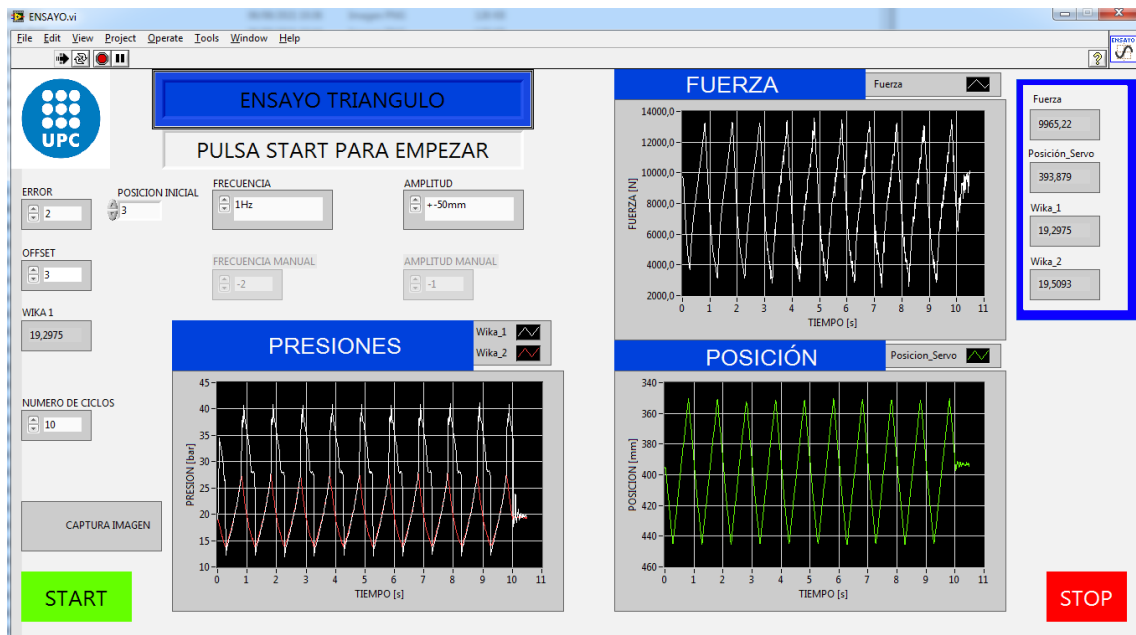 ENSAYO.vi
File Edit View Project Operate Tools Window Help
ENSAYO
?
UPC
ENSAYO TRIANGULO
PULSA START PARA EMPEZAR
ERROR
2
POSICION INICIAL
3
FRECUENCIA
1Hz
AMPLITUD
+-50mm
OFFSET
3
FRECUENCIA MANUAL
-2
AMPLITUD MANUAL
-1
WIKA 1
19,2975
NUMERO DE CICLOS
10
CAPTURA IMAGEN
START
PRESIONES
Wika_1
Wika_2
PRESION [bar]
45
40
35
30
25
20
15
10
0 1 2 3 4 5 6 7 8 9 10 11
TIEMPO [s]
FUERZA
Fuerza
FUERZA [N]
14000,0
12000,0
10000,0
8000,0
6000,0
4000,0
2000,0
0 1 2 3 4 5 6 7 8 9 10 11
TIEMPO [s]
POSICIÓN
Posicion_Servo
POSICION [mm]
340
360
380
400
420
440
460
0 1 2 3 4 5 6 7 8 9 10 11
TIEMPO [s]
Fuerza
9965,22
Posición_Servo
393,879
Wika_1
19,2975
Wika_2
19,5093
STOP